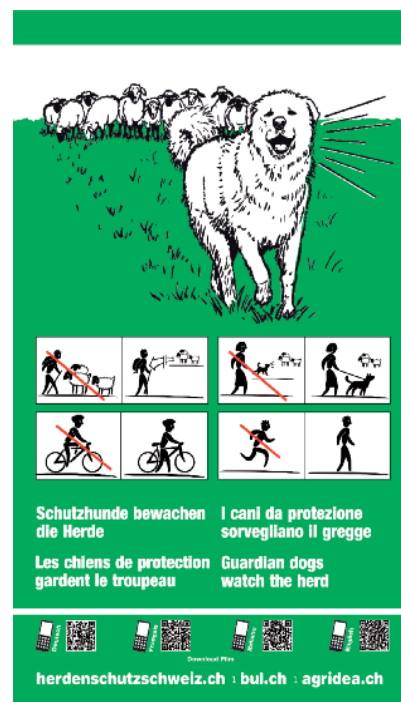 Schutzhunde bewachen
die Herde
I cani da protezione
sorvegliano il gregge
Les chiens de protection
gardent le troupeau
Guardian dogs
watch the herd
Download Film
herdenschutzschweiz.ch : bul.ch : agridea.ch